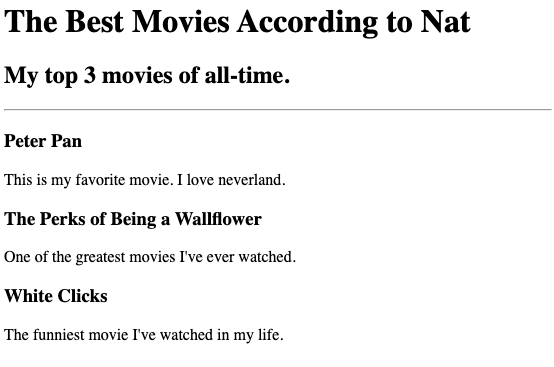 The Best Movies According to Nat
My top 3 movies of all-time.
Peter Pan
This is my favorite movie. I love neverland.
The Perks of Being a Wallflower
One of the greatest movies I've ever watched.
White Clicks
The funniest movie I've watched in my life.